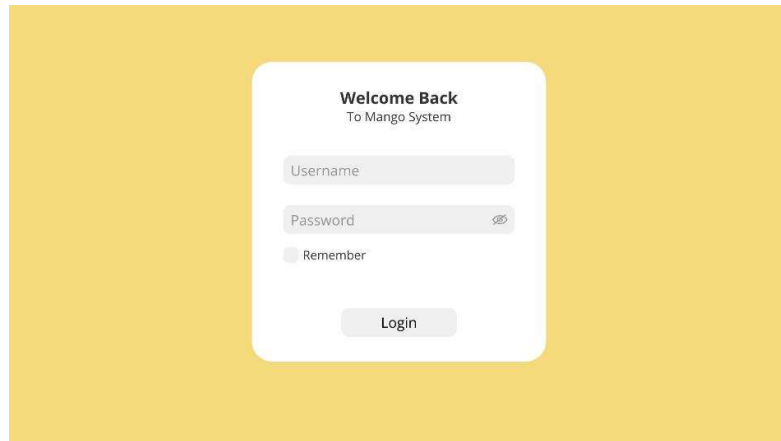 Welcome Back
To Mango System
Username
Password
Remember
Login